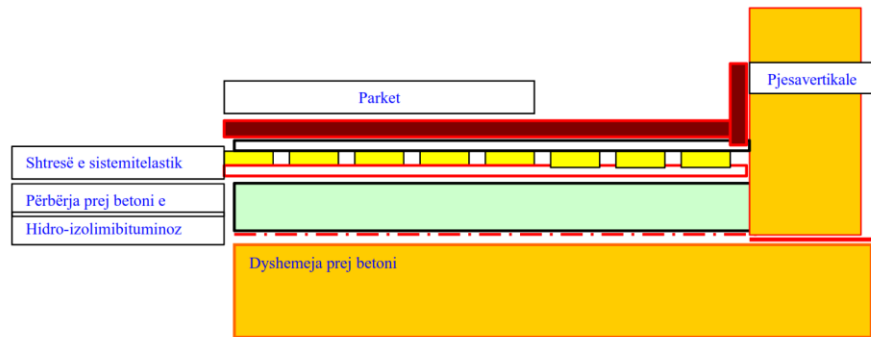 Parket
Pjesavertikale
Shtresë e sistemitelastik
Përbërja prej betoni e
Hidro-izolimibituminoz
Dyshemeja prej betoni